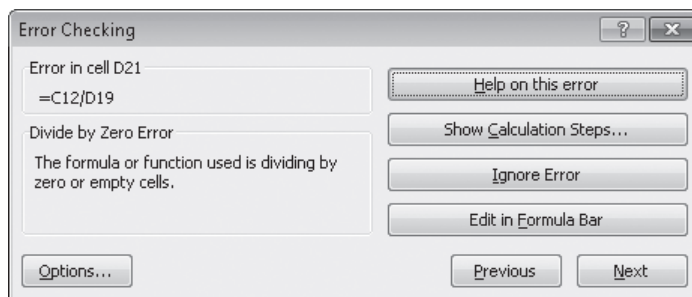 Error Checking
Error in cell D21
=C12/D19
Divide by Zero Error
The formula or function used is dividing by
zero or empty cells.
Help on this error
Show Calculation Steps...
Ignore Error
Edit in Formula Bar
Options...
Previous
Next